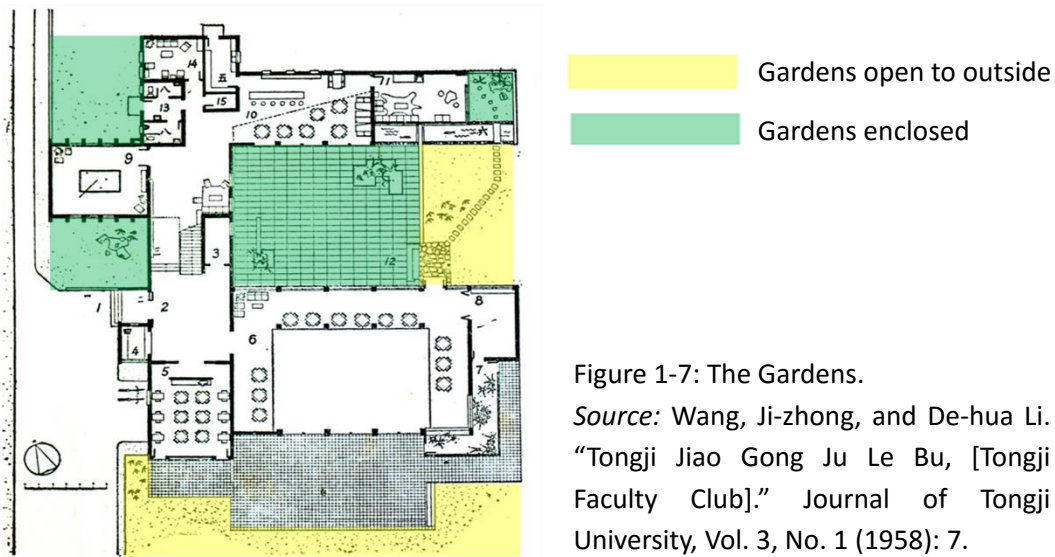 Gardens open to outside
Gardens enclosed
14
13
15
11
10
9
3
12
1
2
8
4
6
5
7
Figure 1-7: The Gardens.
Source: Wang, Ji-zhong, and De-hua Li.
“Tongji Jiao Gong Ju Le Bu, [Tongji
Faculty Club].” Journal of Tongji
University, Vol. 3, No. 1 (1958): 7.